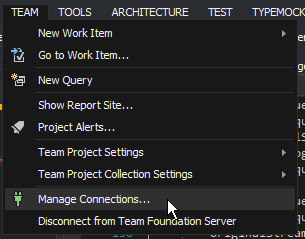 TEAM TOOLS ARCHITECTURE TEST TYPEMOCK
New Work Item
Go to Work Item...
New Query
Show Report Site...
Project Alerts...
Team Project Settings
Team Project Collection Settings
Manage Connections...
Disconnect from Team Foundation Server